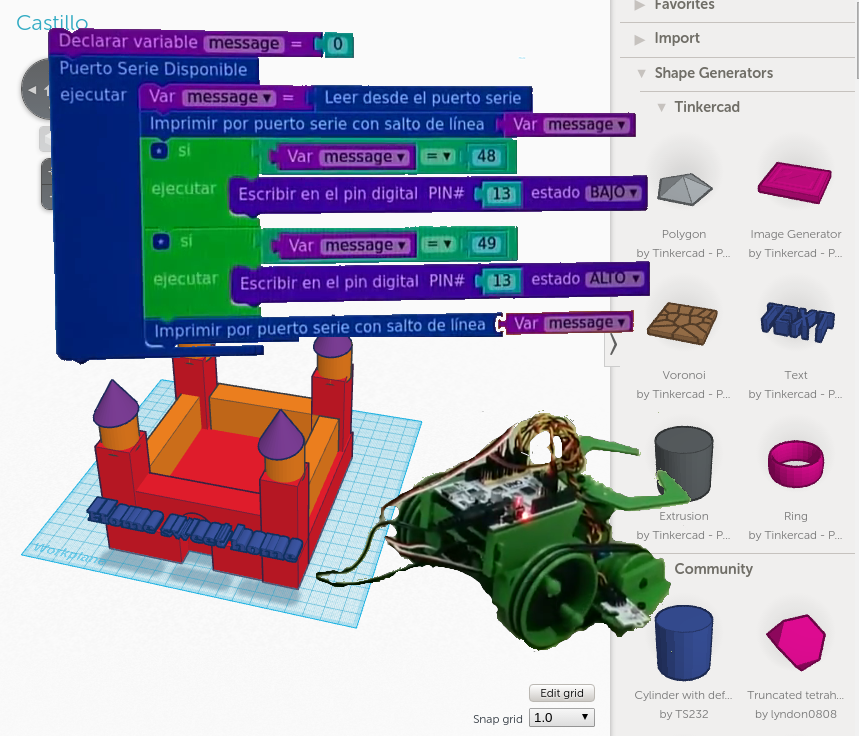 Castillo
Declarar variable message = 0
Puerto Serie Disponible
ejecutar Var message ▼ = Leer desde el puerto serie
Imprimir por puerto serie con salto de línea Var message ▼
si Var message ▼ = ▼ 48
ejecutar Escribir en el pin digital PIN# 13 estado BAJO ▼
si Var message ▼ = ▼ 49
ejecutar Escribir en el pin digital PIN# 13 estado ALTO ▼
Imprimir por puerto serie con salto de línea Var message ▼
Workplane
Edit grid
Snap grid 1.0
Favorites
Import
Shape Generators
Tinkercad
Polygon
by Tinkercad - P...
Image Generator
by Tinkercad - P...
Voronoi
by Tinkercad - P...
TEXT
Text
by Tinkercad - P...
Extrusion
by Tinkercad - P...
Ring
by Tinkercad - P...
Community
Cylinder with def...
by TS232
Truncated tetrah...
by lyndon0808